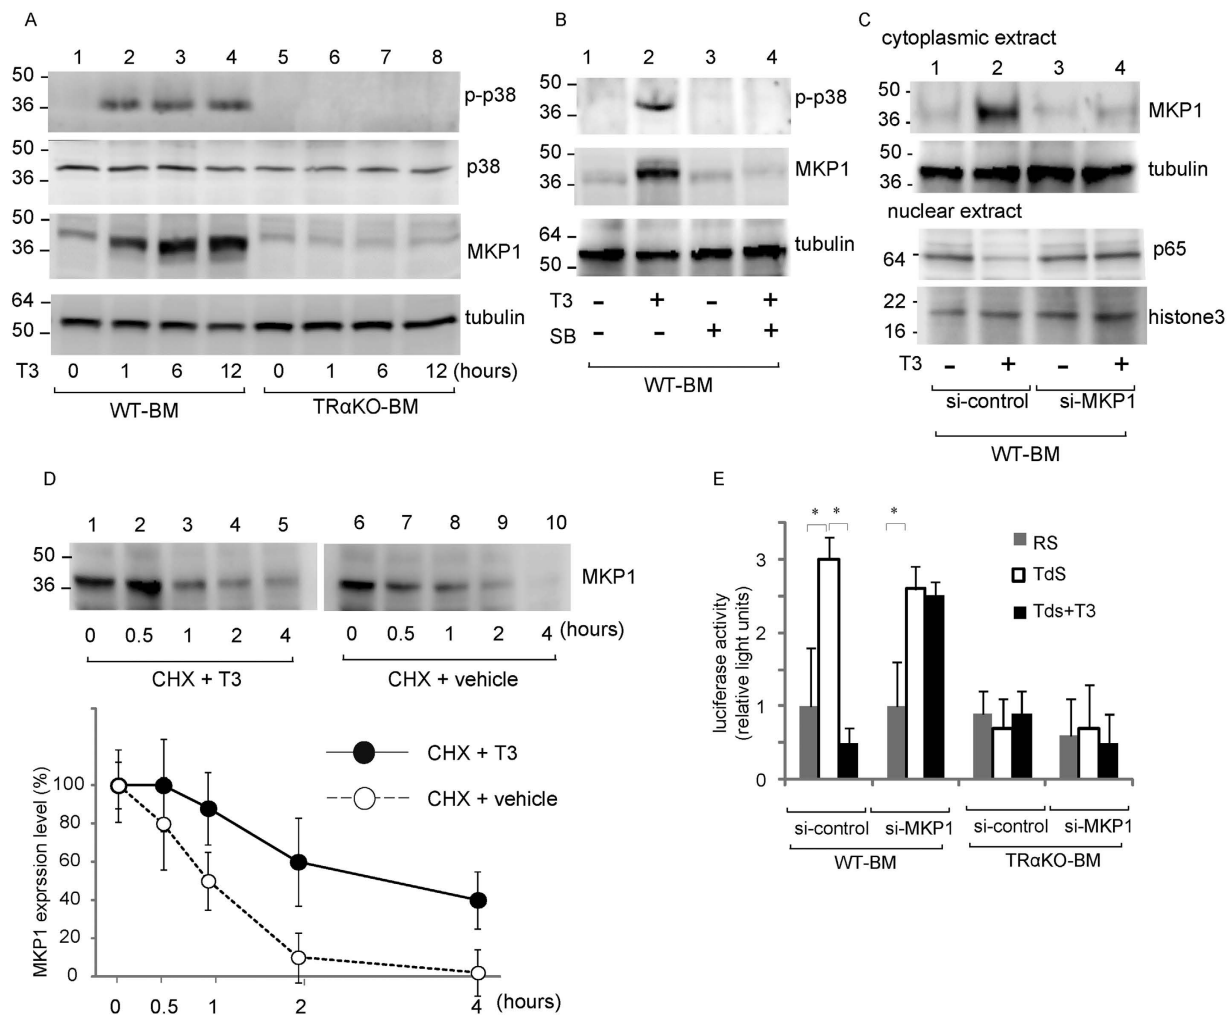 A
1 2 3 4 5 6 7 8
50
36
p-p38
36
p38
50
36
MKP1
64
50
tubulin
T3 0 1 6 12 0 1 6 12 (hours)
WT-BM TRαKO-BM
B
1 2 3 4
50
36
p-p38
50
36
MKP1
64
50
tubulin
T3 - + - +
SB - - + +
WT-BM
C
cytoplasmic extract
1 2 3 4
50
36
MKP1
50
36
tubulin
nuclear extract
64
p65
22
16
histone3
T3 - + - +
si-control si-MKP1
WT-BM
D
1 2 3 4 5 6 7 8 9 10
50
36
MKP1
0 0.5 1 2 4 0 0.5 1 2 4 (hours)
CHX + T3 CHX + vehicle
MKP1 exprssion level (%)
100
80
60
40
20
0
CHX + T3
CHX + vehicle
0 0.5 1 2 4 (hours)
E
* * *
luciferase activity
(relative light units)
3
2
1
0
RS
TdS
Tds+T3
si-control si-MKP1 si-control si-MKP1
WT-BM TRαKO-BM